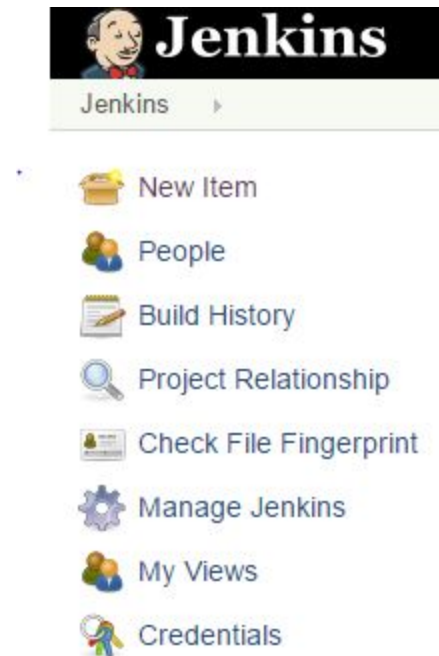 Jenkins
Jenkins
New Item
People
Build History
Project Relationship
Check File Fingerprint
Manage Jenkins
My Views
Credentials